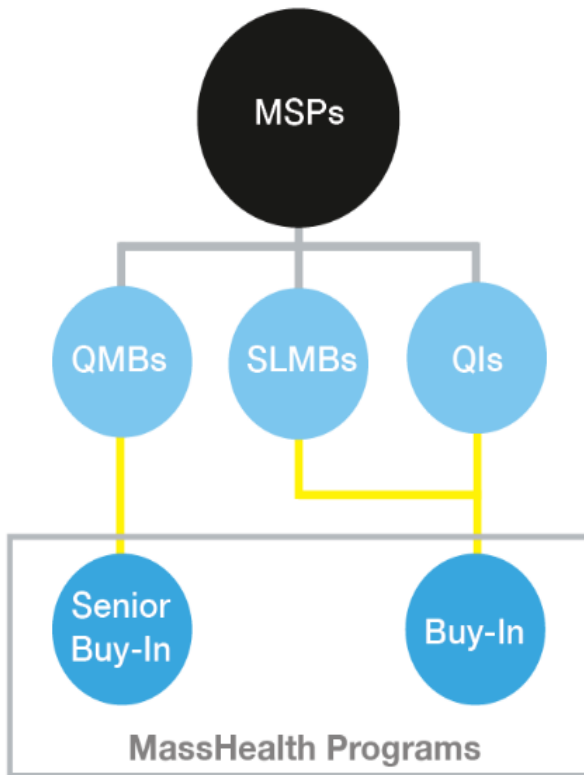 MSPs
QMBs
SLMBs
QIs
Senior
Buy-In
Buy-In
MassHealth Programs